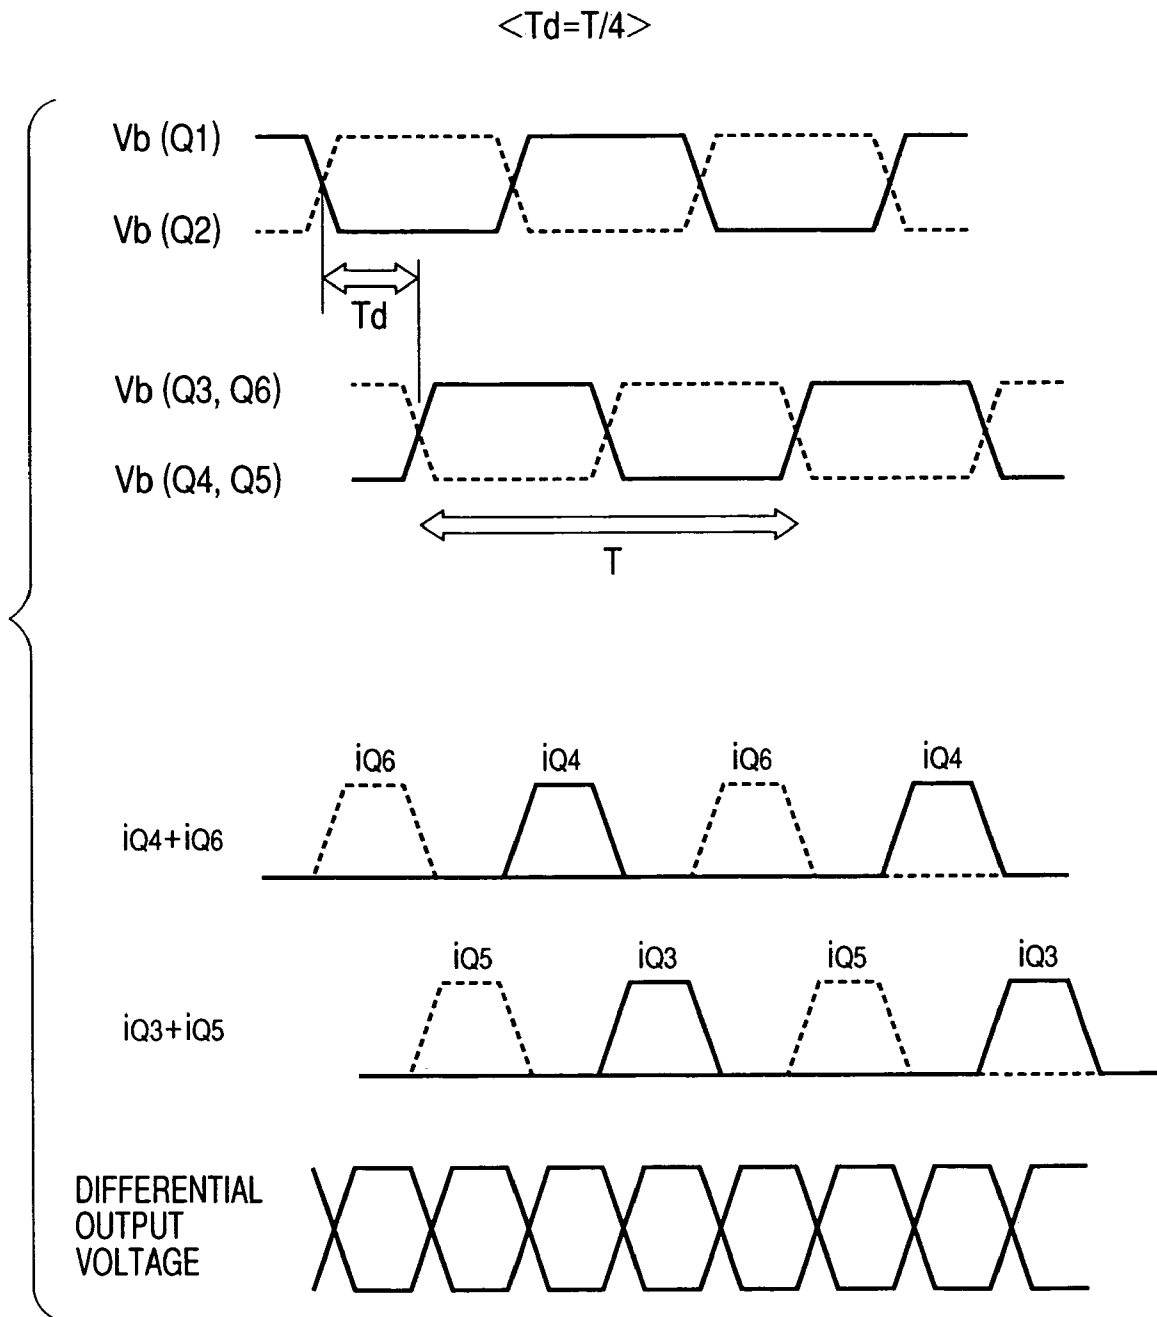 <Td=T/4>
Vb (Q1)
Vb (Q2)
Td
Vb (Q3, Q6)
Vb (Q4, Q5)
T
iQ6 iQ4 iQ6 iQ4
iQ4+iQ6
iQ5 iQ3 iQ5 iQ3
iQ3+iQ5
DIFFERENTIAL
OUTPUT
VOLTAGE